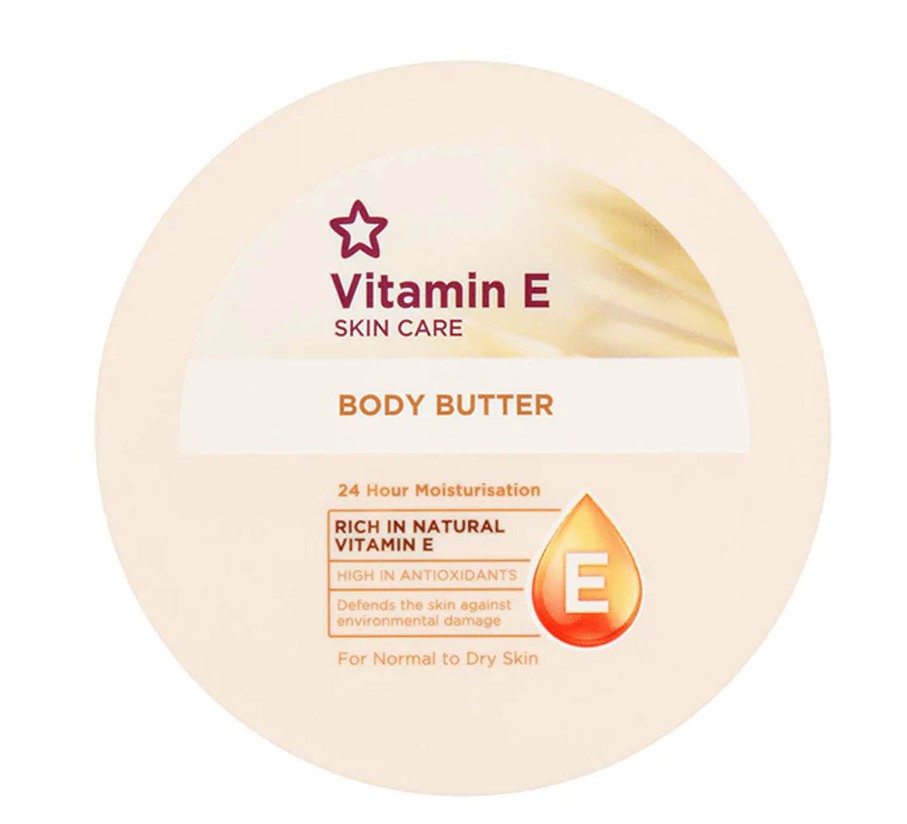 Vitamin E
SKIN CARE
BODY BUTTER
24 Hour Moisturisation
RICH IN NATURAL
VITAMIN E
HIGH IN ANTIOXIDANTS
Defends the skin against
environmental damage
E
For Normal to Dry Skin